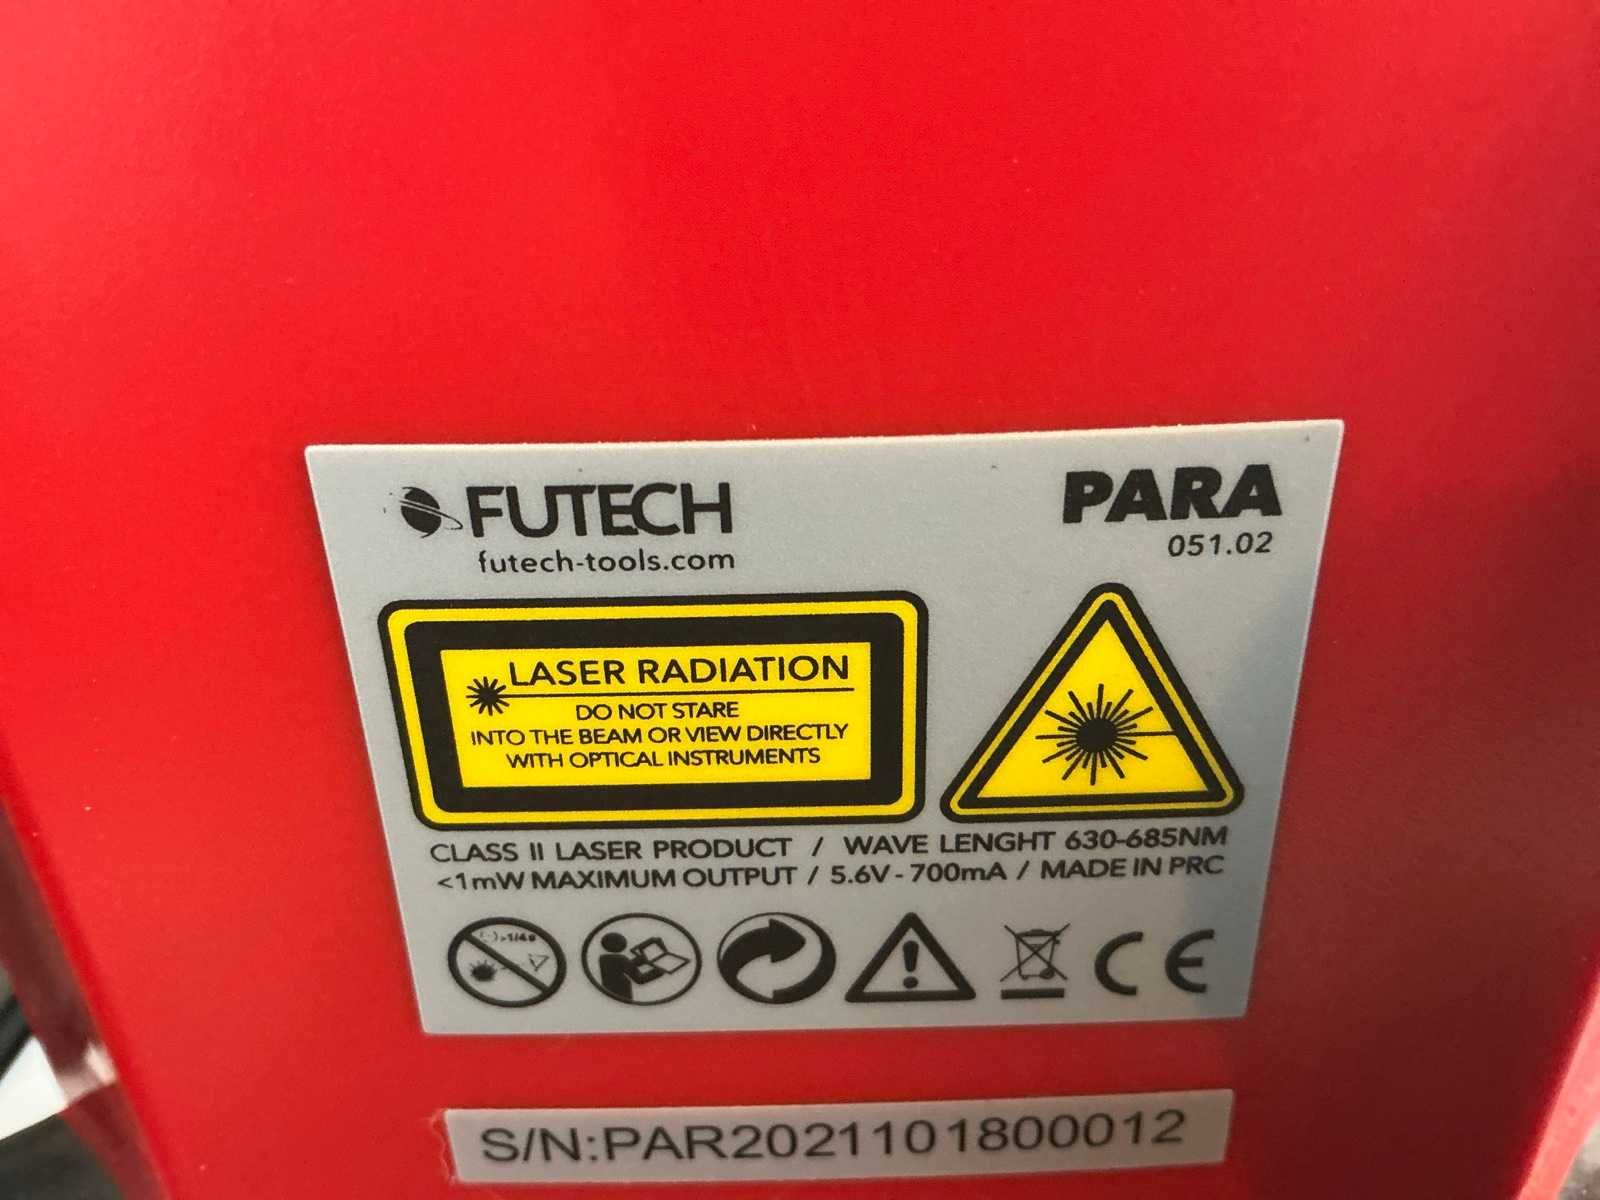 FUTECH
futech-tools.com
PARA
051.02
LASER RADIATION
DO NOT STARE
INTO THE BEAM OR VIEW DIRECTLY
WITH OPTICAL INSTRUMENTS
CLASS II LASER PRODUCT / WAVE LENGHT 630-685NM
<1mW MAXIMUM OUTPUT / 5.6V - 700mA / MADE IN PRC
>1/4s
CE
S/N:PAR2021101800012